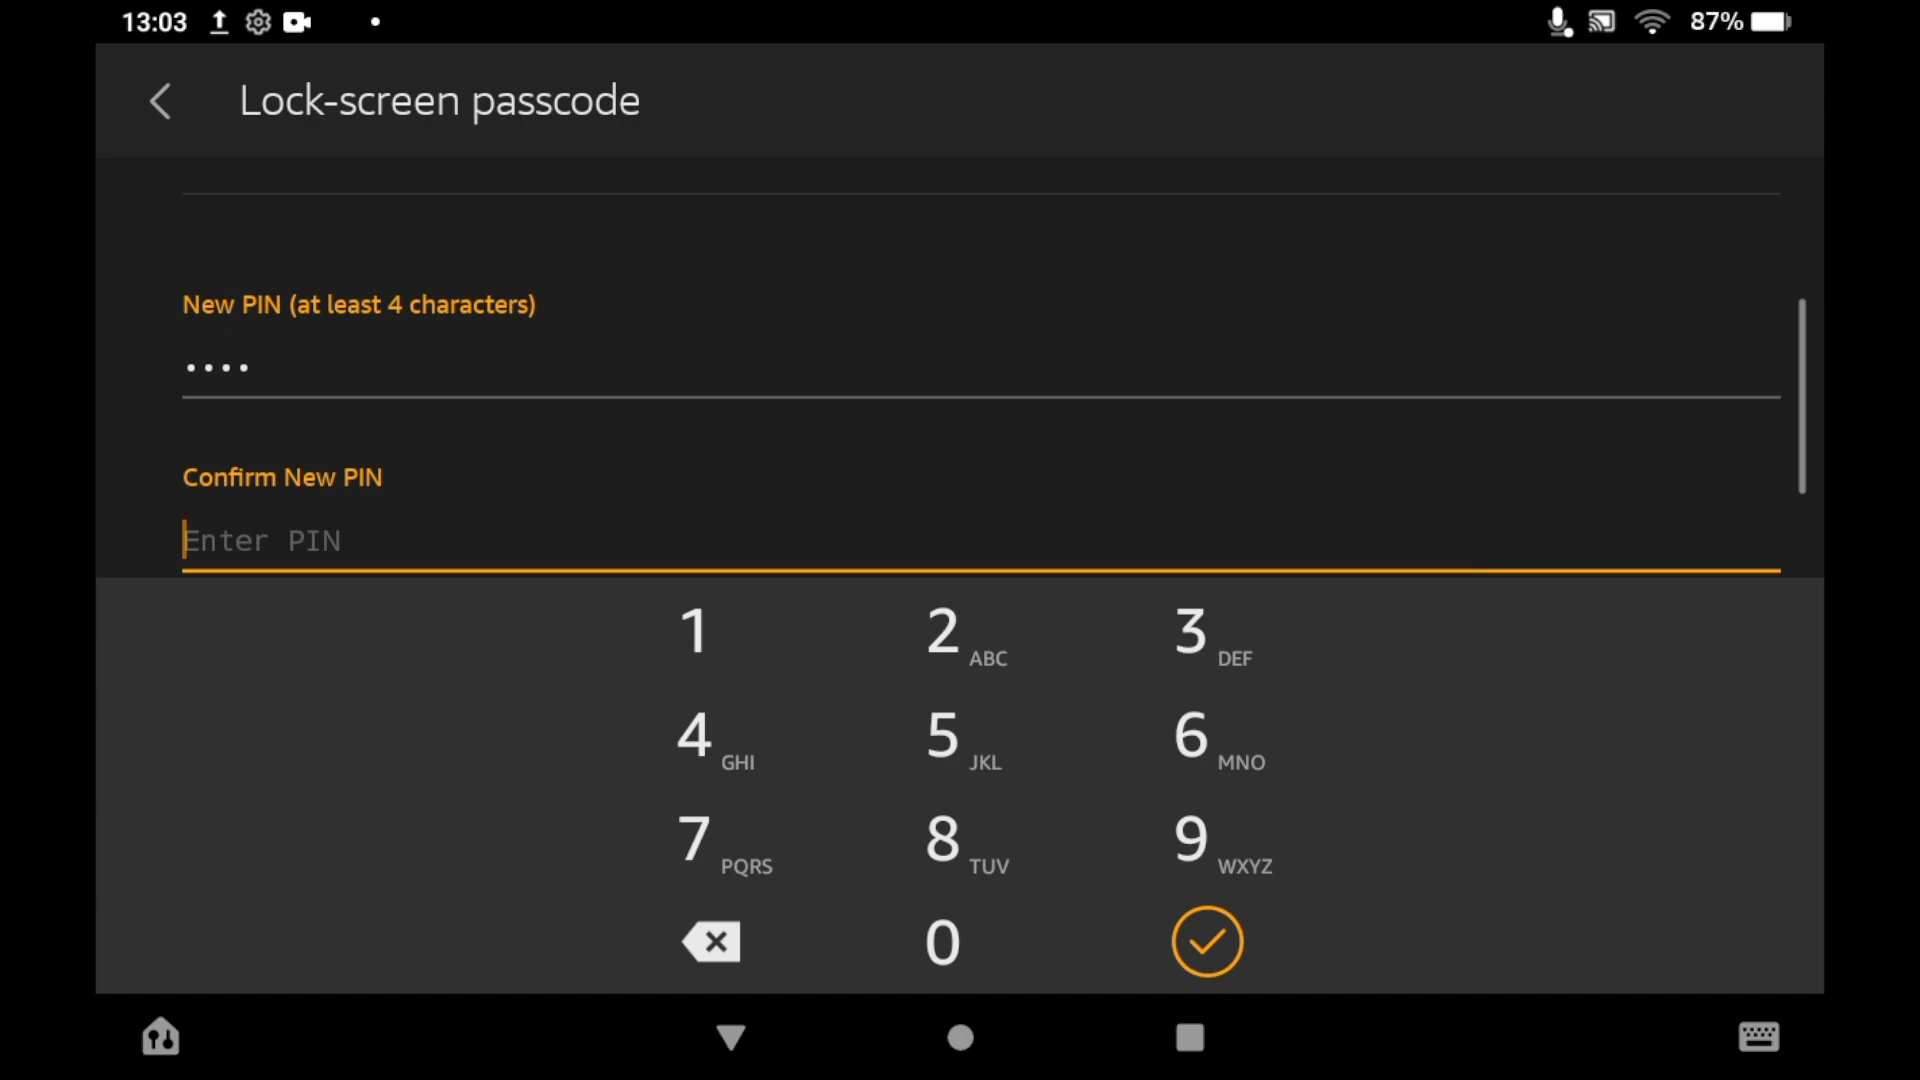 13:03
87%
Lock-screen passcode
New PIN (at least 4 characters)
••••
Confirm New PIN
Enter PIN
1 2 ABC 3 DEF
4 GHI 5 JKL 6 MNO
7 PQRS 8 TUV 9 WXYZ
0